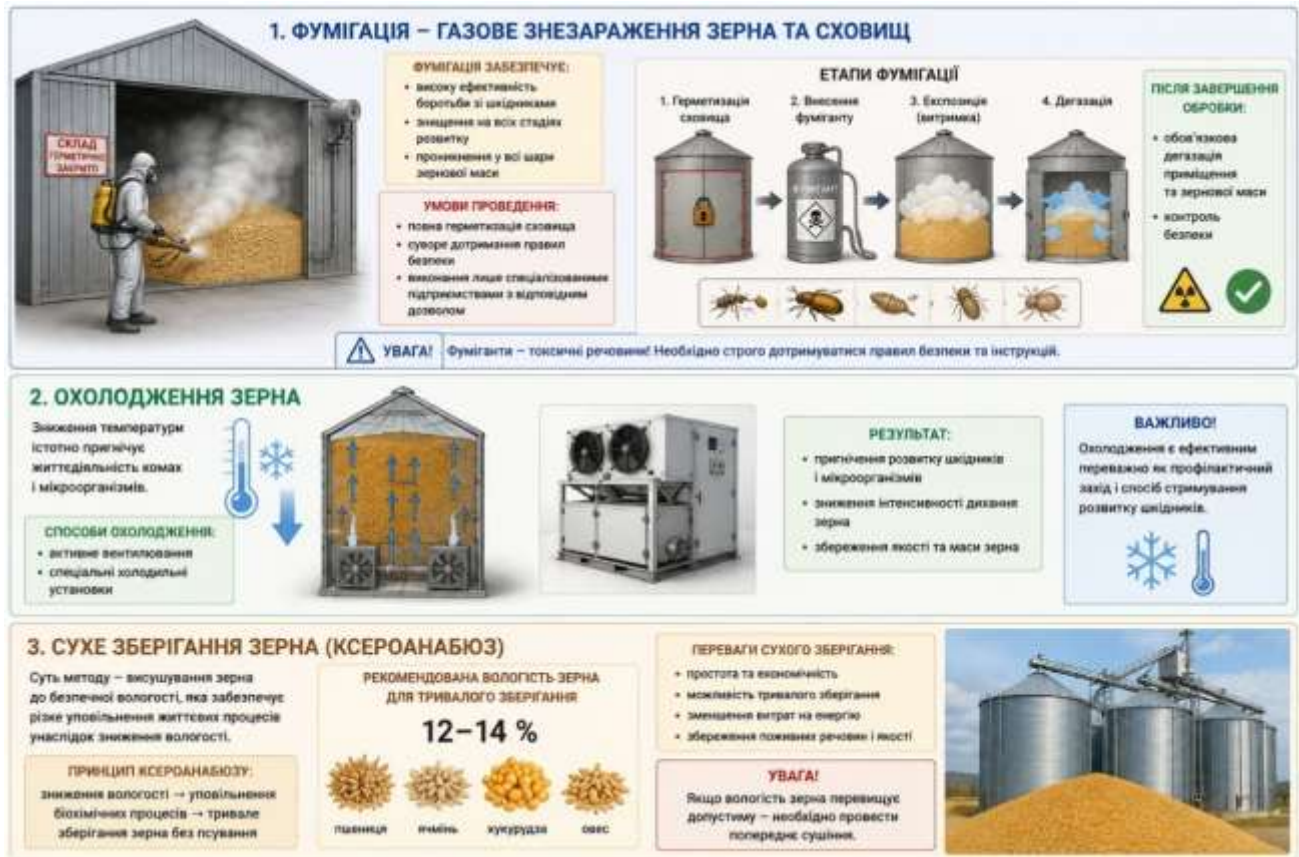 1. ФУМІГАЦІЯ – ГАЗОВЕ ЗНЕЗАРАЖЕННЯ ЗЕРНА ТА СХОВИЩ
СКЛАД
ГЕРМЕТИЧНО
ЗАКРИТО
ФУМІГАЦІЯ ЗАБЕЗПЕЧУЄ:
• високу ефективність
боротьби зі шкідниками
• знищення на всіх стадіях
розвитку
• проникнення у всі шари
зернової маси
УМОВИ ПРОВЕДЕННЯ:
• повна герметизація сховища
• суворе дотримання правил
безпеки
• виконання лише спеціалізованими
підприємствами з відповідним
дозволом
ЕТАПИ ФУМІГАЦІЇ
1. Герметизація
сховища
2. Внесення
фуміганту
3. Експозиція
(витримка)
4. Дегазація
ФУМІГАНТ
ПІСЛЯ ЗАВЕРШЕННЯ
ОБРОБКИ:
• обов'язкова
дегазація
приміщення
та зернової маси
• контроль
безпеки
УВАГА! Фуміганти – токсичні речовини! Необхідно строго дотримуватися правил безпеки та інструкцій.
2. ОХОЛОДЖЕННЯ ЗЕРНА
Зниження температури
істотно пригнічує
життєдіяльність комах
і мікроорганізмів.
СПОСОБИ ОХОЛОДЖЕННЯ:
• активне вентилювання
• спеціальні холодильні
установки
РЕЗУЛЬТАТ:
• пригнічення розвитку шкідників
і мікроорганізмів
• зниження інтенсивності дихання
зерна
• збереження якості та маси зерна
ВАЖЛИВО!
Охолодження є ефективним
переважно як профілактичний
захід і спосіб стримування
розвитку шкідників.
3. СУХЕ ЗБЕРІГАННЯ ЗЕРНА (КСЕРОАНАБІОЗ)
Суть методу – висушування зерна
до безпечної вологості, яка забезпечує
різке уповільнення життєвих процесів
унаслідок зниження вологості.
ПРИНЦИП КСЕРОАНАБІОЗУ:
зниження вологості → уповільнення
біохімічних процесів → тривале
зберігання зерна без псування
РЕКОМЕНДОВАНА ВОЛОГІСТЬ ЗЕРНА
ДЛЯ ТРИВАЛОГО ЗБЕРІГАННЯ
12–14 %
пшениця
ячмінь
кукурудза
овес
ПЕРЕВАГИ СУХОГО ЗБЕРІГАННЯ:
• простота та економічність
• можливість тривалого зберігання
• зменшення витрат на енергію
• збереження поживних речовин і якості
УВАГА!
Якщо вологість зерна перевищує
допустиму – необхідно провести
попереднє сушіння.